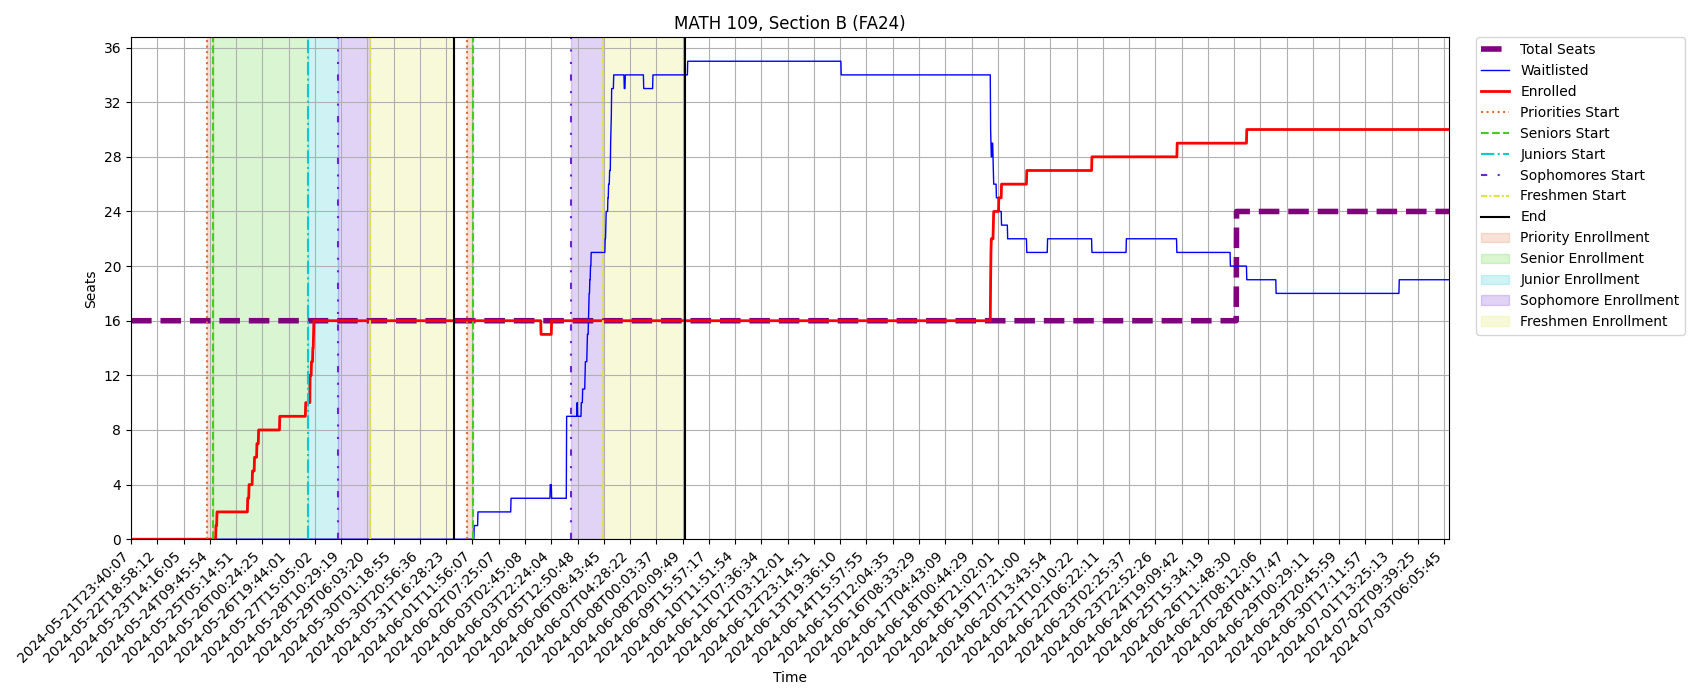 MATH 109, Section B (FA24)
36
32
28
24
20
16
12
8
4
0
Seats
2024-05-21T23:40:07
2024-05-22T18:58:12
2024-05-23T14:16:05
2024-05-24T09:45:54
2024-05-25T05:14:51
2024-05-26T00:24:25
2024-05-26T19:44:01
2024-05-27T15:05:02
2024-05-28T10:29:19
2024-05-29T06:03:20
2024-05-30T01:18:55
2024-05-30T20:56:36
2024-05-31T16:28:23
2024-06-01T11:56:07
2024-06-02T07:25:07
2024-06-03T02:45:08
2024-06-03T22:24:04
2024-06-05T12:50:48
2024-06-06T08:43:45
2024-06-07T04:28:22
2024-06-08T00:03:37
2024-06-08T20:09:49
2024-06-09T15:57:17
2024-06-10T11:51:54
2024-06-11T07:36:34
2024-06-12T03:12:01
2024-06-12T23:14:51
2024-06-13T19:36:10
2024-06-14T15:57:55
2024-06-15T12:04:35
2024-06-16T08:33:29
2024-06-17T04:43:09
2024-06-18T00:44:29
2024-06-18T21:02:01
2024-06-19T17:21:00
2024-06-20T13:43:54
2024-06-21T10:10:22
2024-06-22T06:22:11
2024-06-23T02:25:37
2024-06-23T22:52:26
2024-06-24T19:09:42
2024-06-25T15:34:19
2024-06-26T11:48:30
2024-06-27T08:12:06
2024-06-28T04:17:47
2024-06-29T00:29:11
2024-06-29T20:45:59
2024-06-30T17:11:57
2024-07-01T13:25:13
2024-07-02T09:39:25
2024-07-03T06:05:45
Time
Total Seats
Waitlisted
Enrolled
Priorities Start
Seniors Start
Juniors Start
Sophomores Start
Freshmen Start
End
Priority Enrollment
Senior Enrollment
Junior Enrollment
Sophomore Enrollment
Freshmen Enrollment